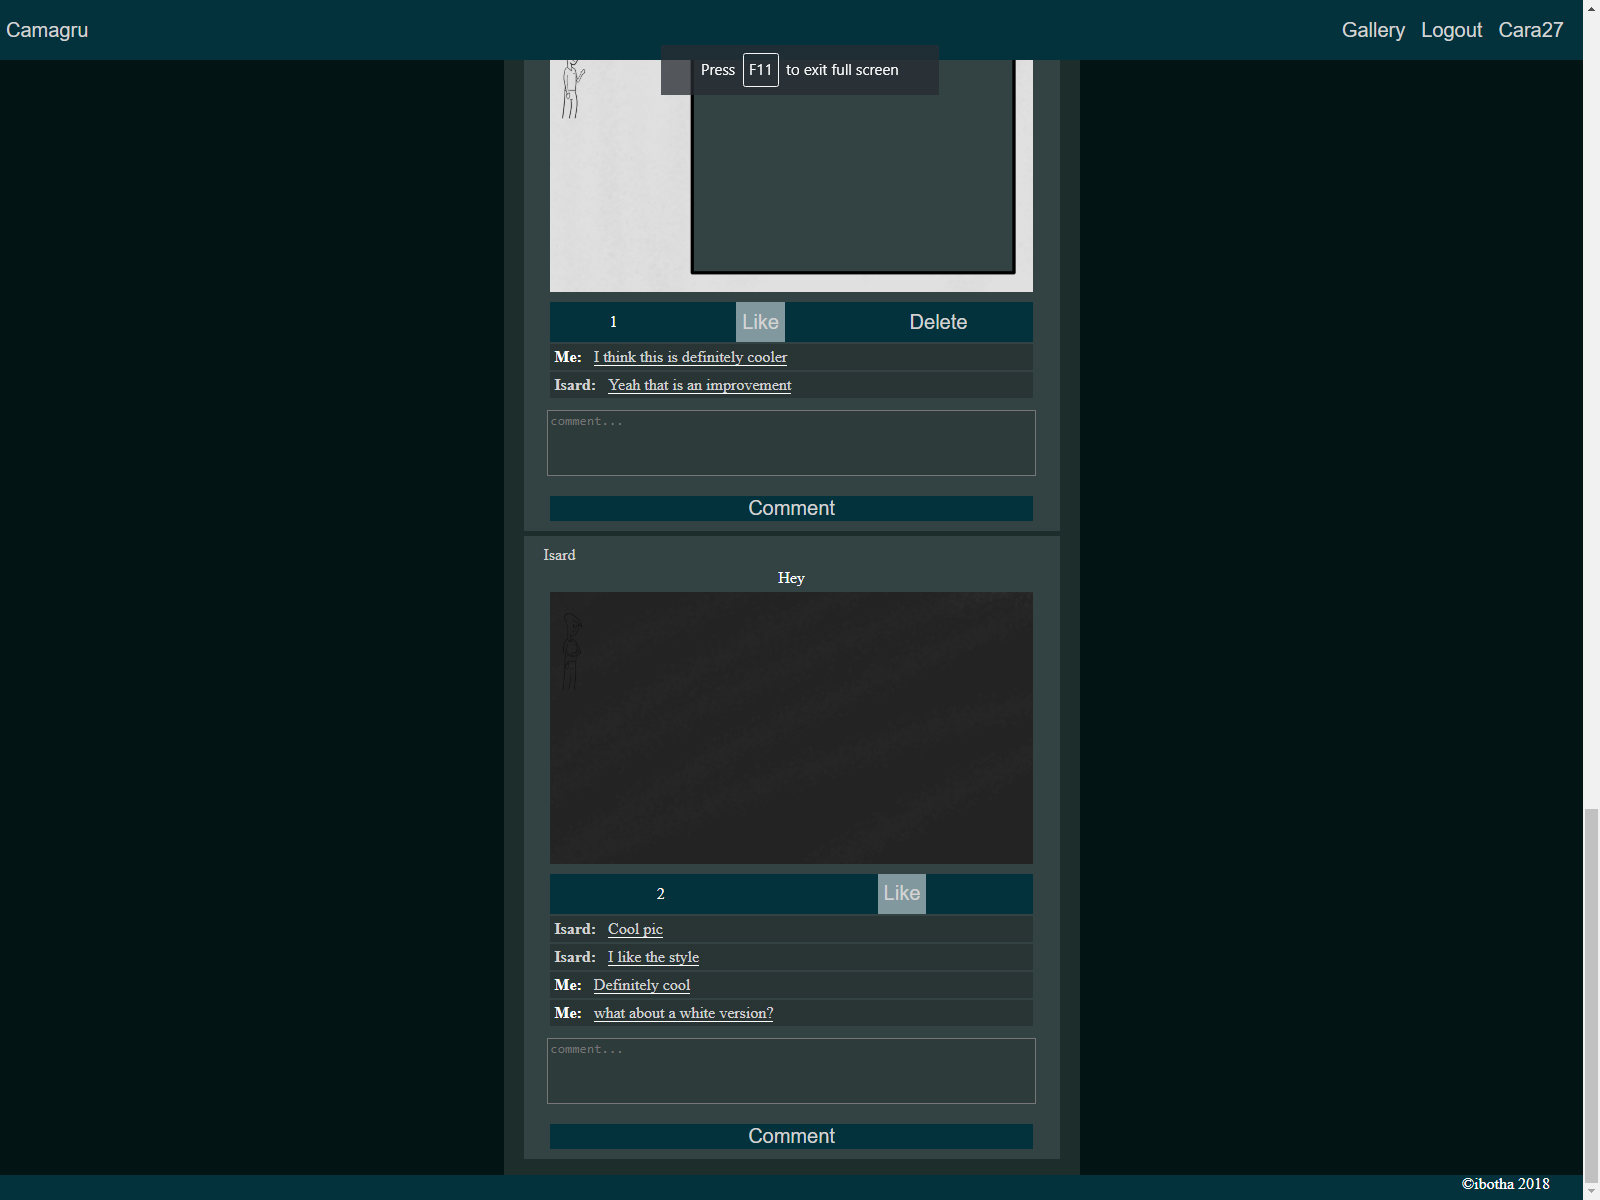 Camagru Gallery Logout Cara27
Press F11 to exit full screen
1 Like Delete
Me: I think this is definitely cooler
Isard: Yeah that is an improvement
comment...
Comment
Isard
Hey
2 Like
Isard: Cool pic
Isard: I like the style
Me: Definitely cool
Me: what about a white version?
comment...
Comment
©ibotha 2018